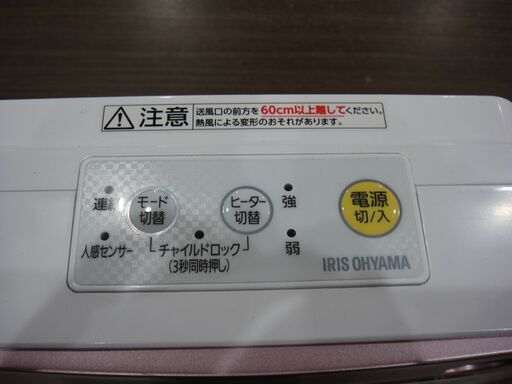 注意
送風口の前方を60cm以上離してください。
熱風による変形のおそれがあります。
連続
モード
切替
ヒーター
切替
強
電源
切/入
人感センサー
チャイルドロック
(3秒同時押し)
弱
IRIS OHYAMA